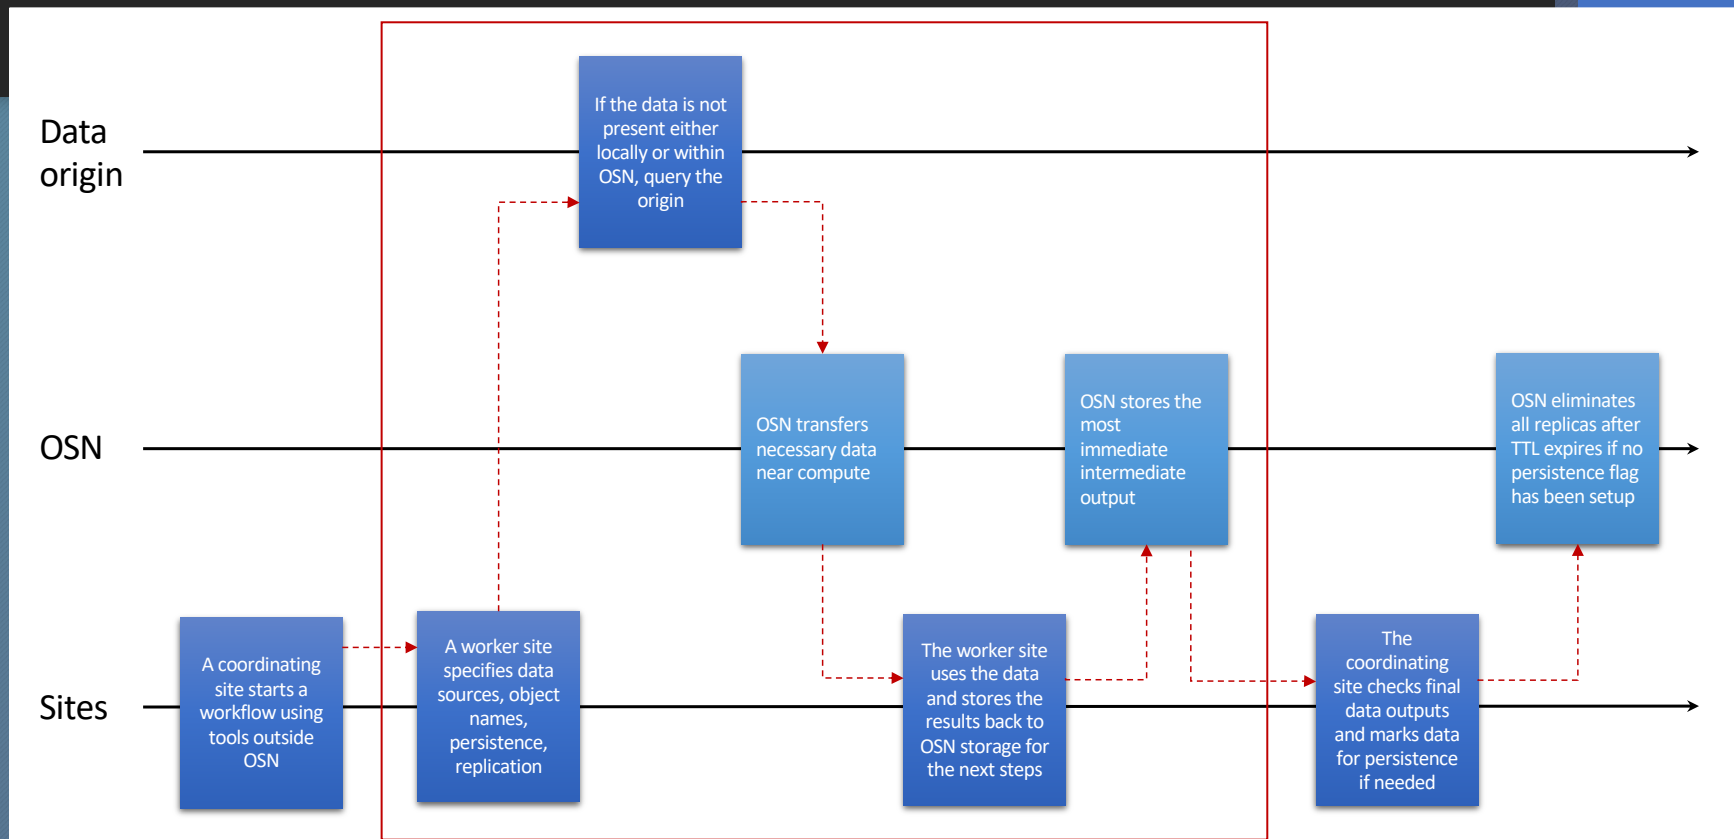 Data
origin
If the data is not
present either
locally or within
OSN, query the
origin
OSN
OSN transfers
necessary data
near compute
OSN stores the
most
immediate
intermediate
output
OSN eliminates
all replicas after
TTL expires if no
persistence flag
has been setup
Sites
A coordinating
site starts a
workflow using
tools outside
OSN
A worker site
specifies data
sources, object
names,
persistence,
replication
The worker site
uses the data
and stores the
results back to
OSN storage for
the next steps
The
coordinating
site checks final
data outputs
and marks data
for persistence
if needed